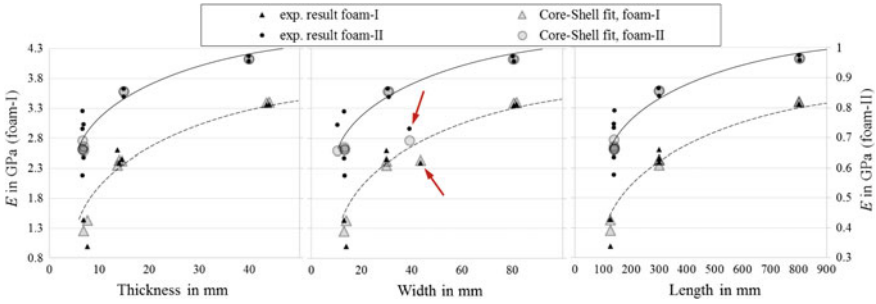 exp. result foam-I
Core-Shell fit, foam-I
exp. result foam-II
Core-Shell fit, foam-II
E in GPa (foam-I)
4.3
3.8
3.3
2.8
2.3
1.8
1.3
0.8
0 10 20 30 40
Thickness in mm
0 20 40 60 80
Width in mm
0 100 200 300 400 500 600 700 800 900
Length in mm
1
0.9
0.8
0.7
0.6
0.5
0.4
0.3
E in GPa (foam-II)